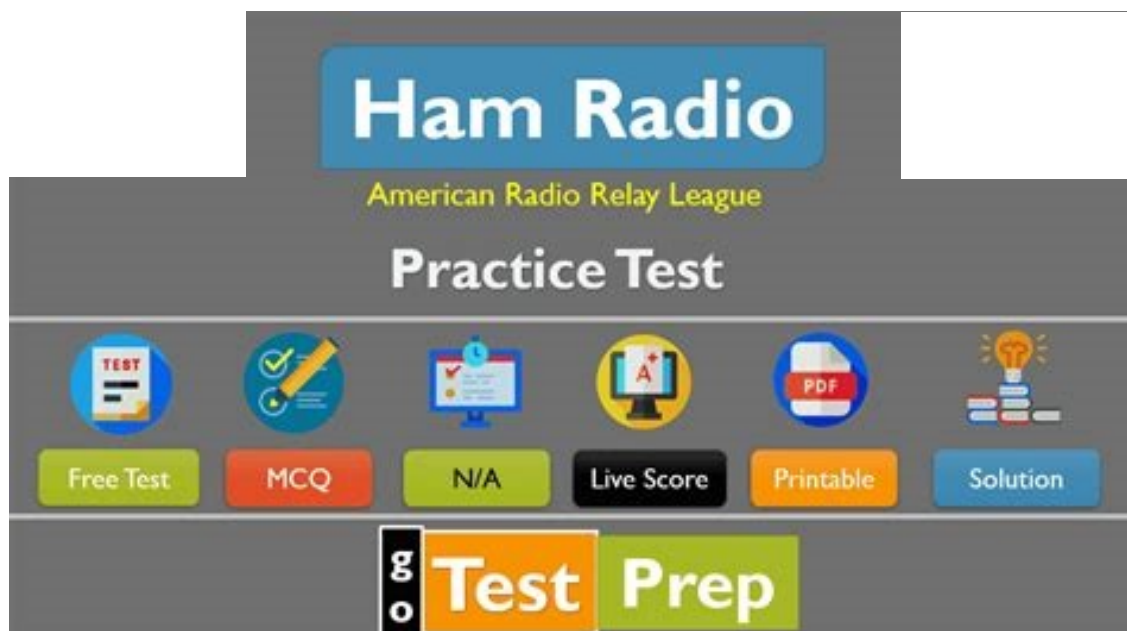 Ham Radio
American Radio Relay League
Practice Test
TEST
A+
PDF
Free Test
MCQ
N/A
Live Score
Printable
Solution
go Test Prep